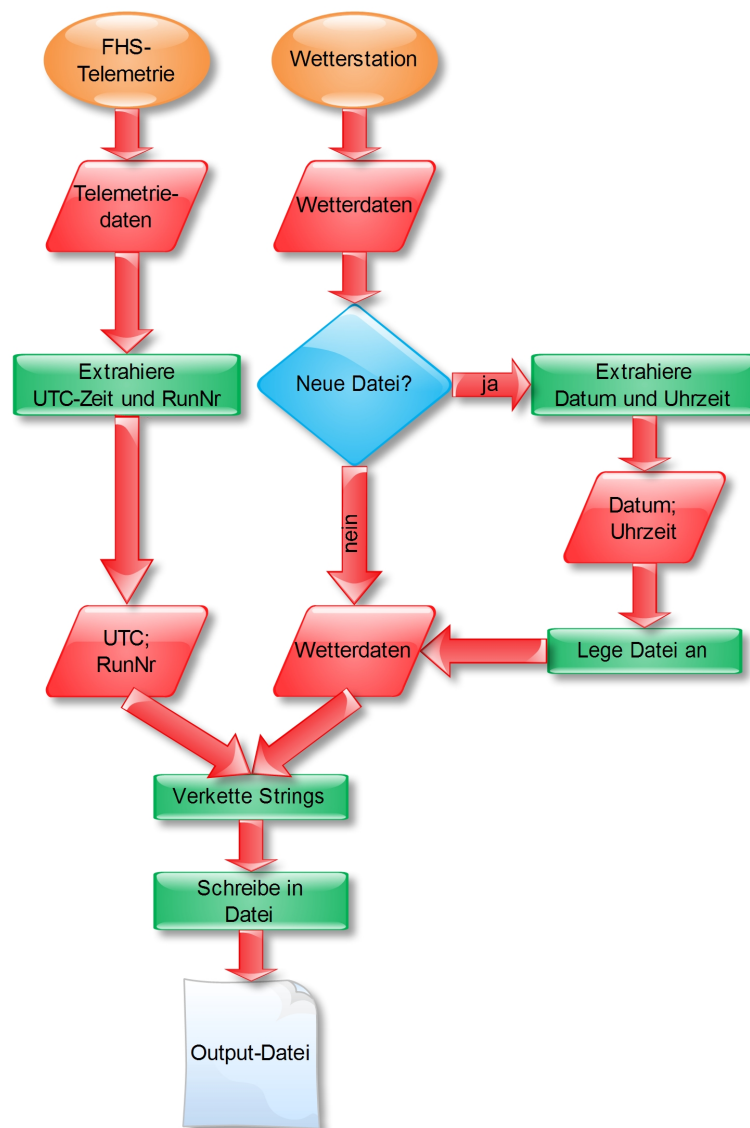 FHS-
Telemetrie
Wetterstation
Telemetrie-
daten
Wetterdaten
Extrahiere
UTC-Zeit und RunNr
Neue Datei?
ja
Extrahiere
Datum und Uhrzeit
nein
Datum;
Uhrzeit
UTC;
RunNr
Wetterdaten
Lege Datei an
Verkette Strings
Schreibe in
Datei
Output-Datei